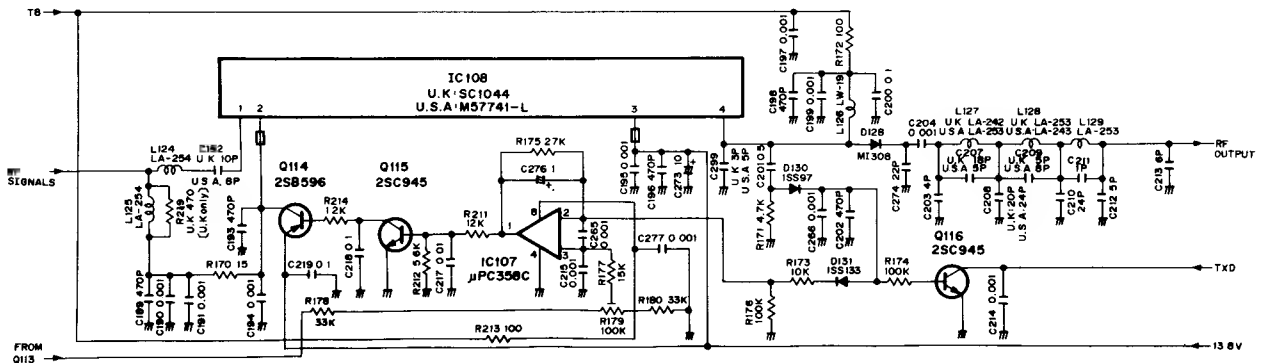 T8
IC108
U.K:SC1044
U.S.A:M57741-L
1
2
3
4
C197 0.001
R172 100
C198
470P
C199 0.001
L126 LW-19
C200 0.1
D128
MI308
C204
0.001
L127
U.K LA-242
U.S.A LA-253
L128
U.K LA-253
U.S.A LA-243
L129
LA-253
C207
U.K 18P
U.S.A 5P
C209
C211
1P
RF
OUTPUT
C213 6P
C203 4P
C208
U.K:20P
U.S.A:24P
C210
24P
C212 5P
C274 22P
L124
LA-254
U.K 10P
U.S.A. 8P
SIGNALS
L125
LA-254
U.K 470
(U.K only)
C193 470P
Q114
2SB596
R214
1.2K
Q115
2SC945
R211
12K
R175 27K
C276 1
8
1
2
3
4
IC107
μPC358C
C265
0.001
C215
0.001
R177
15K
C277 0.001
C195 0.001
C196 470P
C273 10
C299
U.K 3P
U.S.A 5P
C201 0.5
D130
1SS97
R171 4.7K
C266 0.001
C202 470P
Q116
2SC945
R170 15
C189 470P
C190 0.001
C191 0.001
C194 0.001
C219 0.1
C218 0.1
R212 5.6K
C217 0.01
R178
33K
R179
100K
R180 33K
R213 100
R173
10K
D131
1SS133
R174
100K
R176
100K
C214 0.001
TXD
FROM
Q113
13.8V